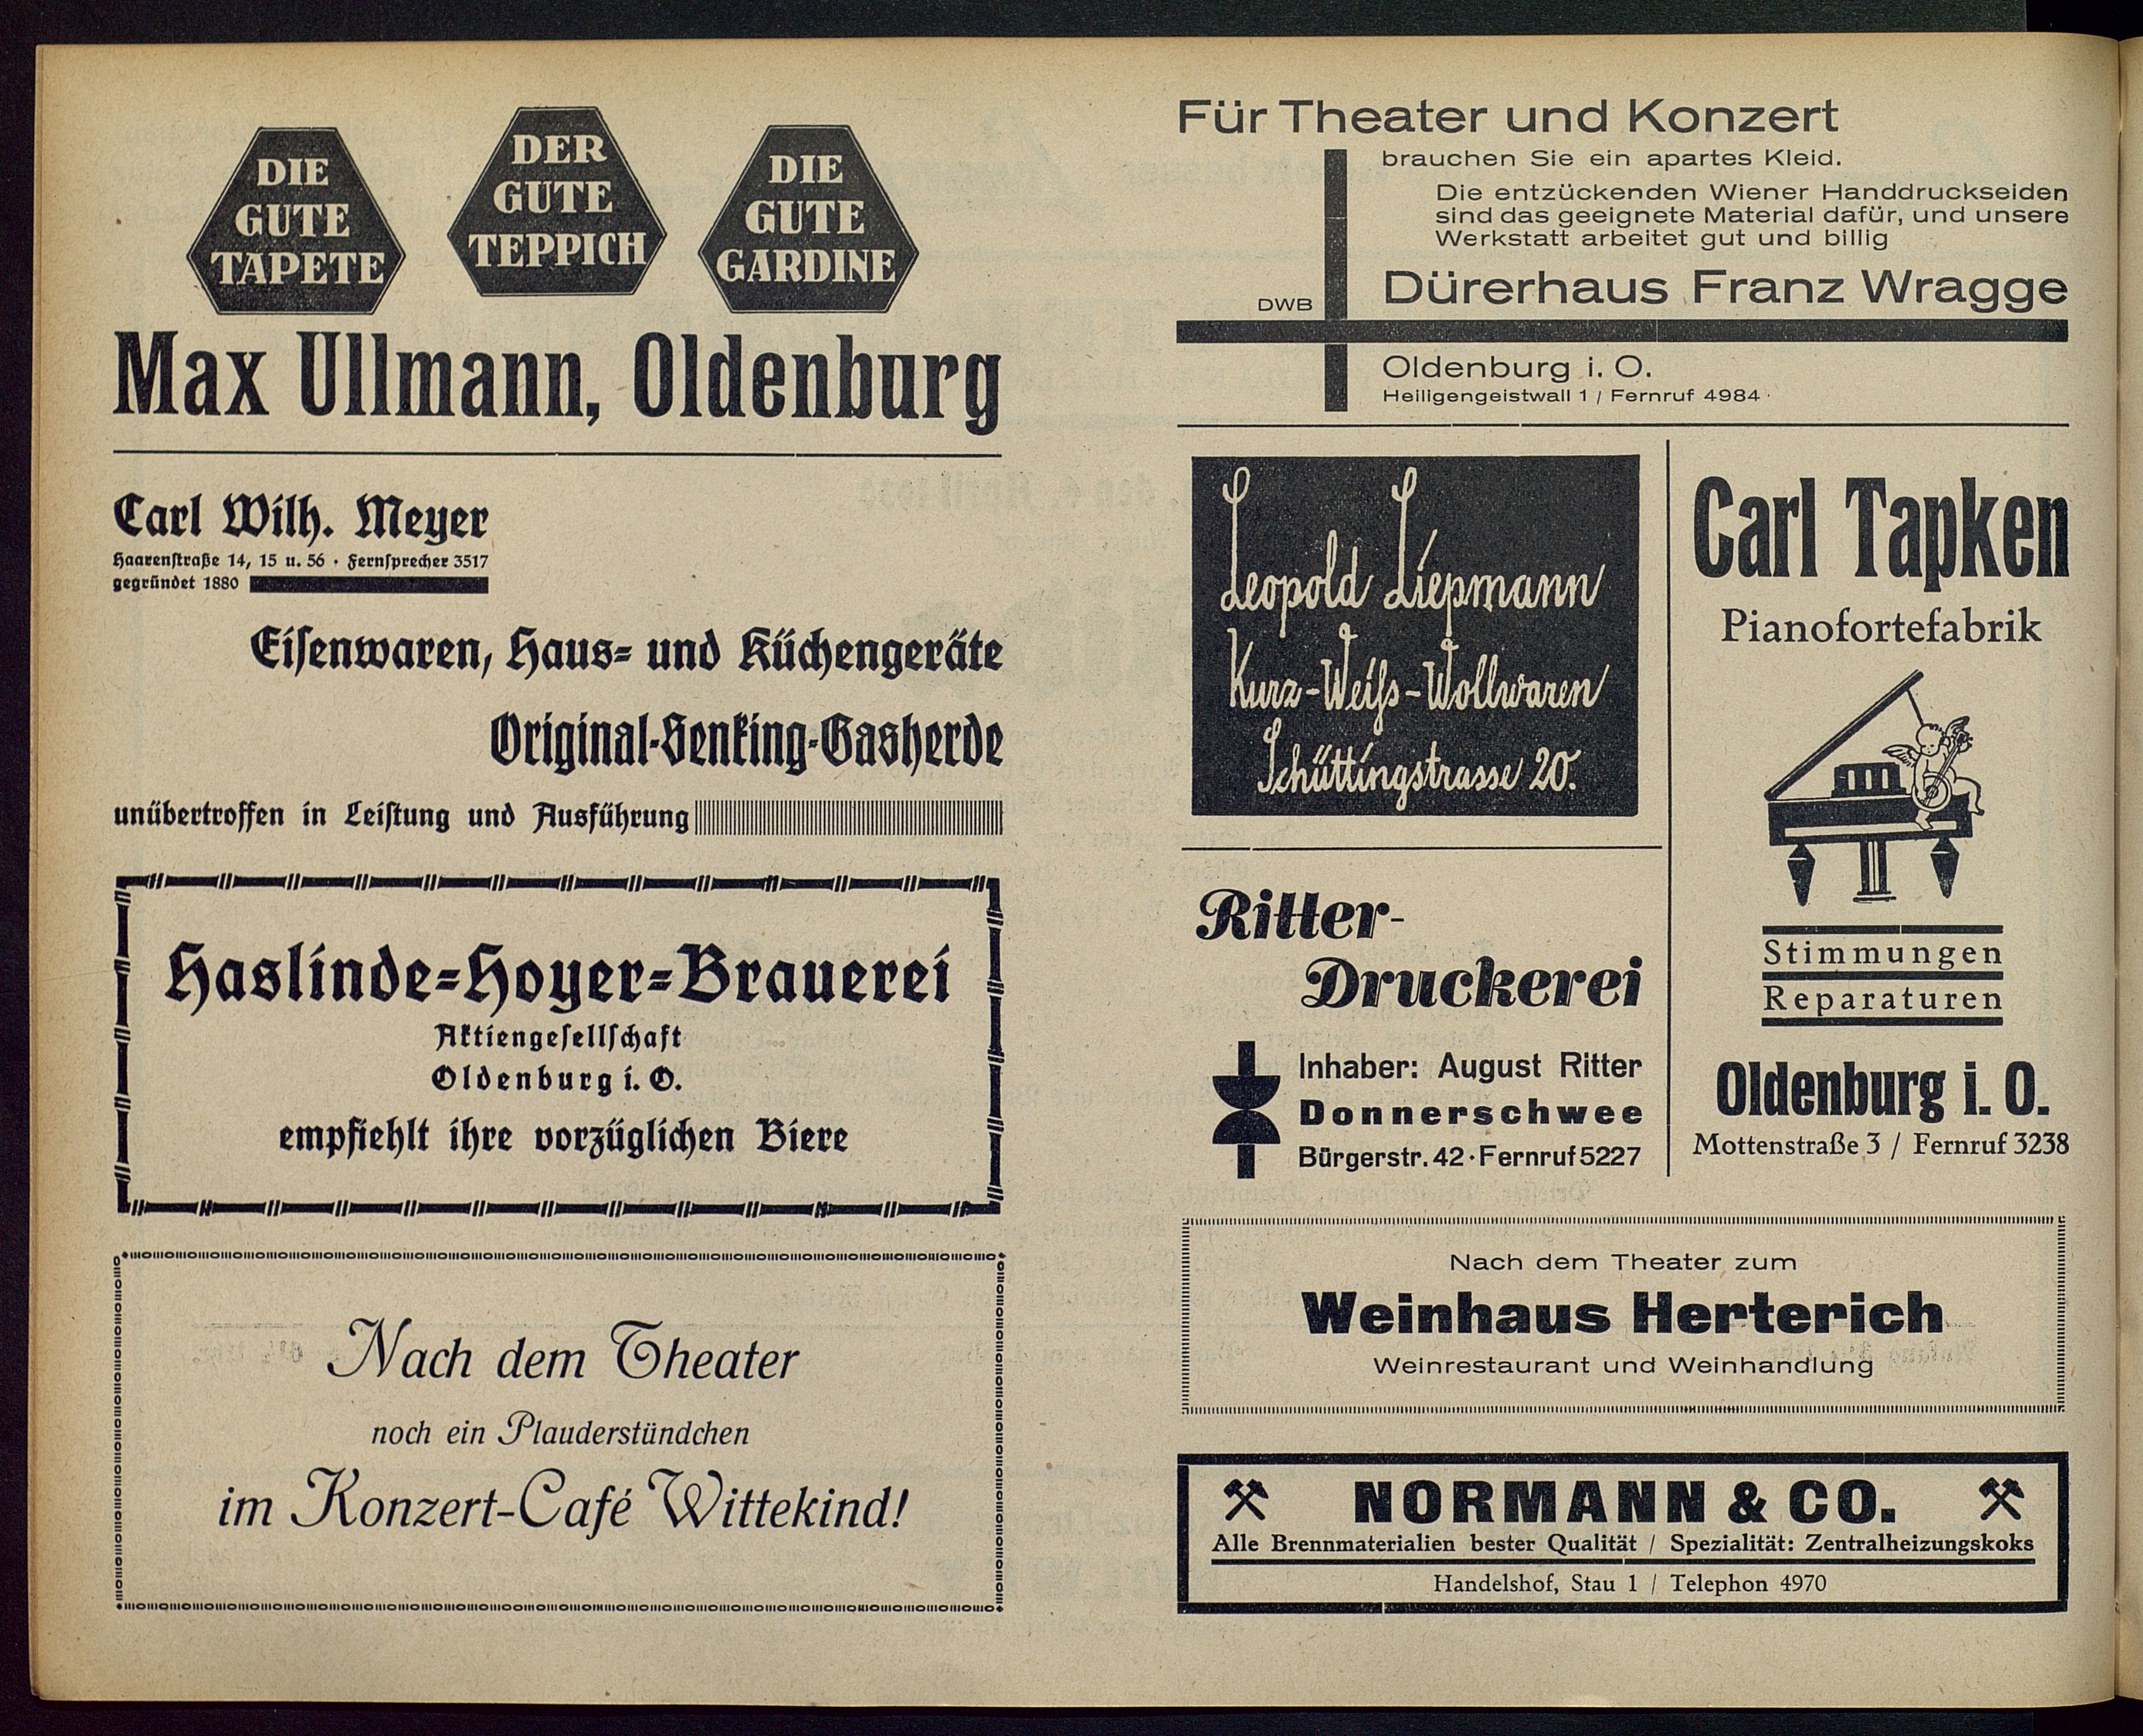 DIE
GUTE
TAPETE
DER
GUTE
TEPPICH
DIE
GUTE
GARDINE
Max Ullmann, Oldenburg
Carl Wilh. Meyer
Haarenſtraße 14, 15 u. 56 · Fernſprecher 3517
gegründet 1880
Eiſenwaren, Haus- und Küchengeräte
Original-Senking-Gasherde
unübertroffen in Leiſtung und Ausführung
Haslinde-Hoyer-Brauerei
Aktiengeſellſchaft
Oldenburg i. O.
empfiehlt ihre vorzüglichen Biere
Nach dem Theater
noch ein Plauderstündchen
im Konzert-Café Wittekind!
Für Theater und Konzert
brauchen Sie ein apartes Kleid.
Die entzückenden Wiener Handdruckseiden
sind das geeignete Material dafür, und unsere
Werkstatt arbeitet gut und billig
Dürerhaus Franz Wragge
DWB
Oldenburg i. O.
Heiligengeistwall 1 / Fernruf 4984
Leopold Liepmann
Kurz-Weiſs-Wollwaren
Schüttingstrasse 20.
Ritter-
Druckerei
Inhaber: August Ritter
Donnerschwee
Bürgerstr. 42 · Fernruf 5227
Carl Tapken
Pianofortefabrik
Stimmungen
Reparaturen
Oldenburg i. O.
Mottenstraße 3 / Fernruf 3238
Nach dem Theater zum
Weinhaus Herterich
Weinrestaurant und Weinhandlung
NORMANN & CO.
Alle Brennmaterialien bester Qualität / Spezialität: Zentralheizungskoks
Handelshof, Stau 1 / Telephon 4970